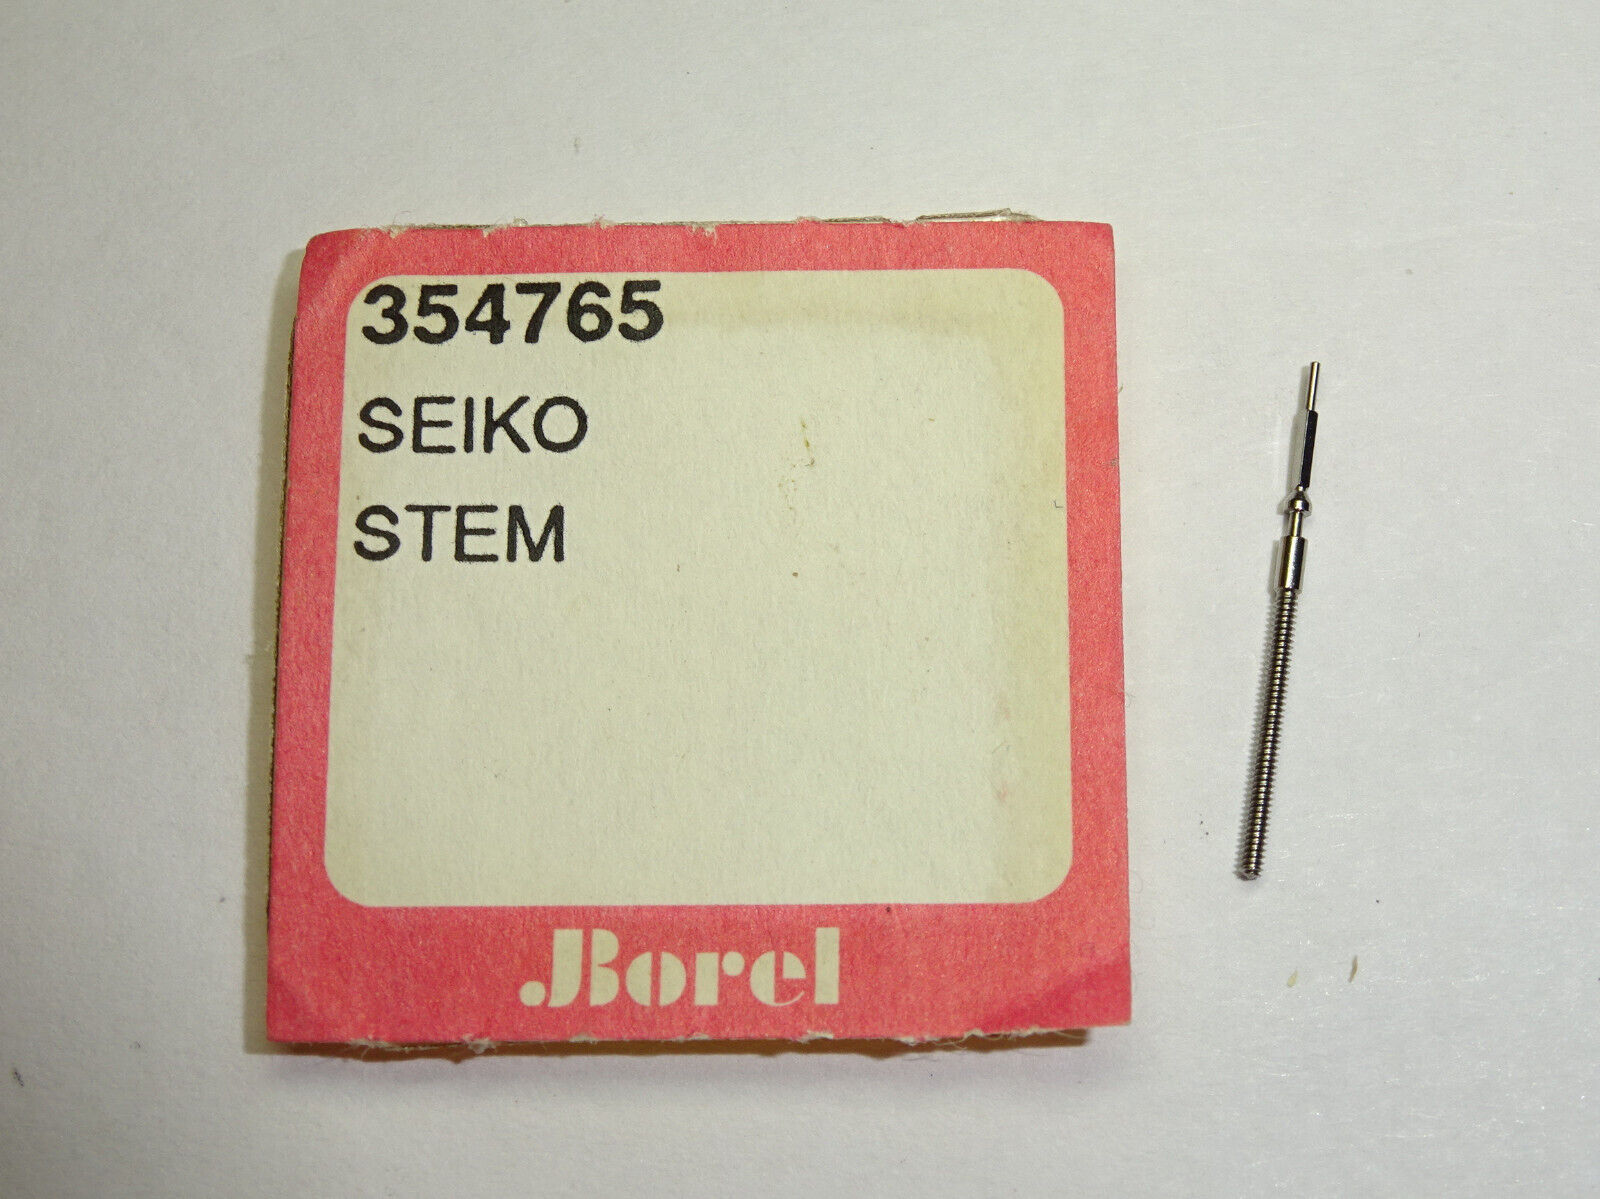 354765
SEIKO
STEM
Borel